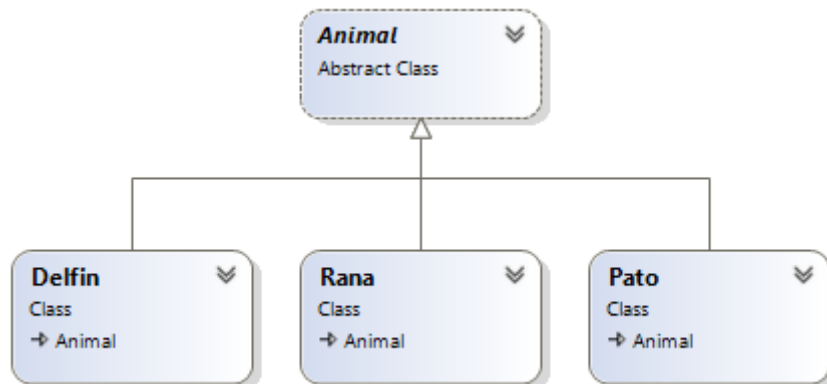 Animal
Abstract Class
Delfin
Class
Animal
Rana
Class
Animal
Pato
Class
Animal